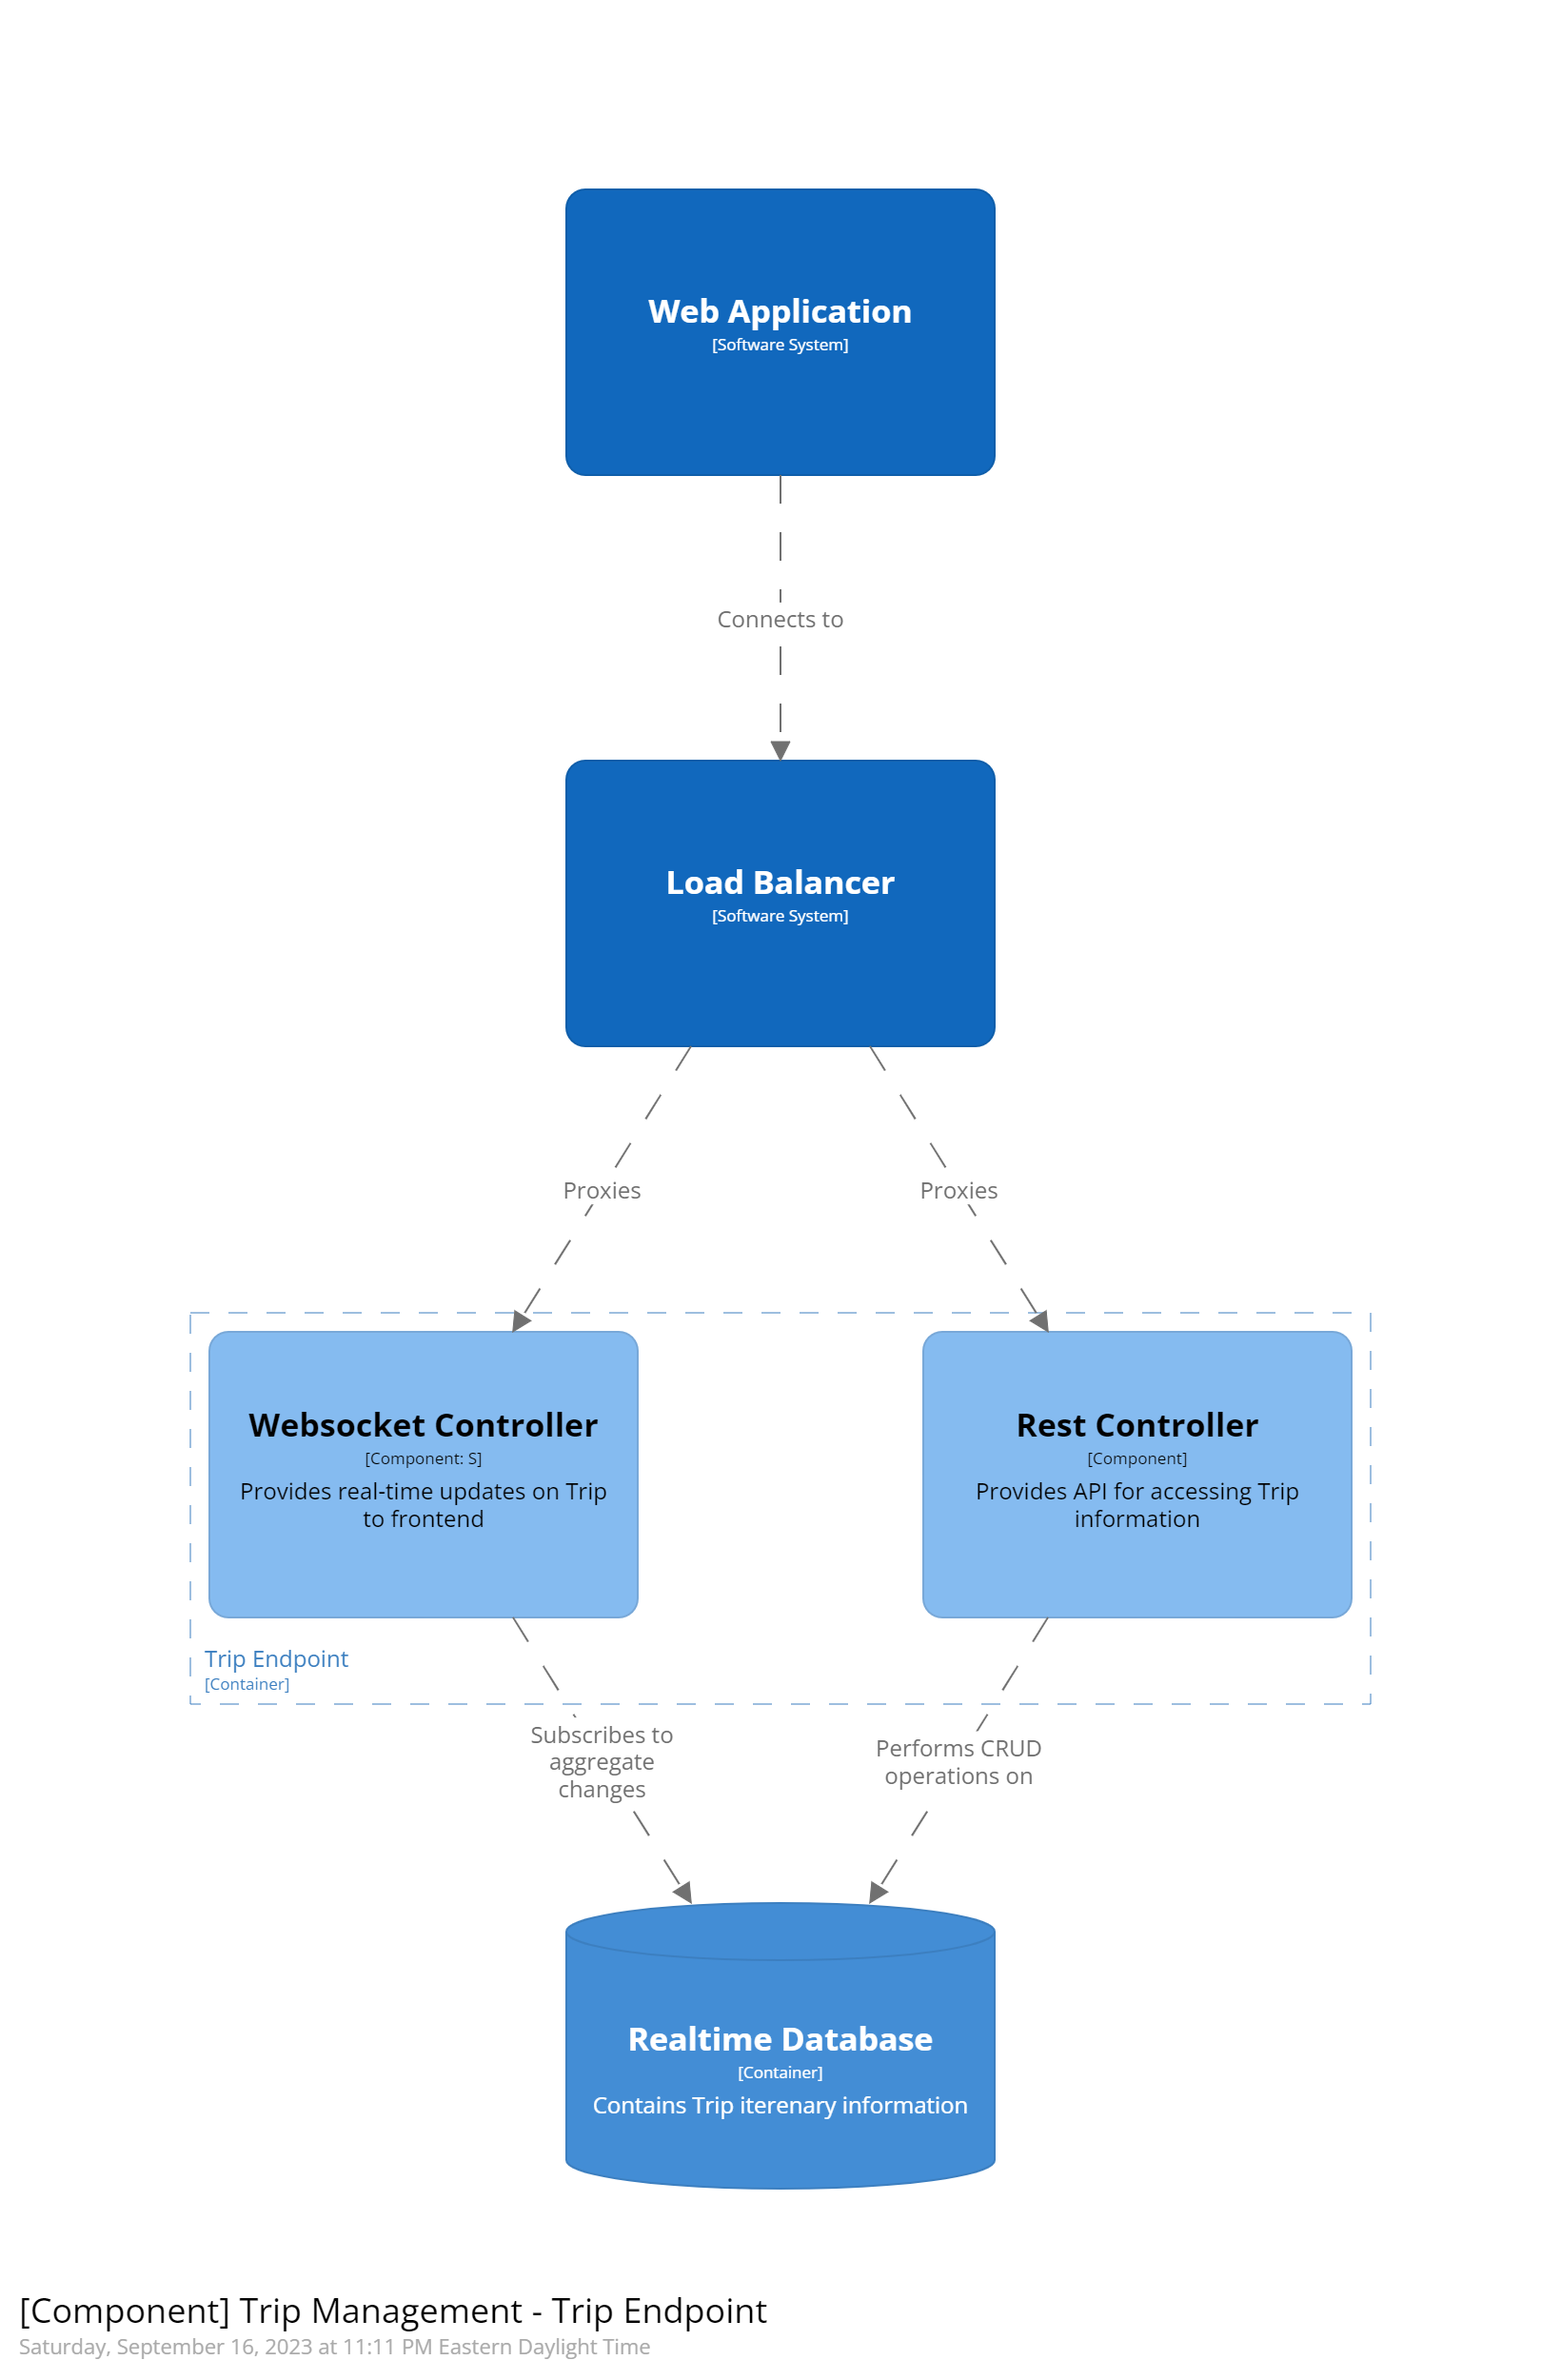 Web Application
[Software System]
Connects to
Load Balancer
[Software System]
Proxies
Proxies
Websocket Controller
[Component: S]
Provides real-time updates on Trip
to frontend
Rest Controller
[Component]
Provides API for accessing Trip
information
Trip Endpoint
[Container]
Subscribes to
aggregate
changes
Performs CRUD
operations on
Realtime Database
[Container]
Contains Trip iterenary information
[Component] Trip Management - Trip Endpoint
Saturday, September 16, 2023 at 11:11 PM Eastern Daylight Time